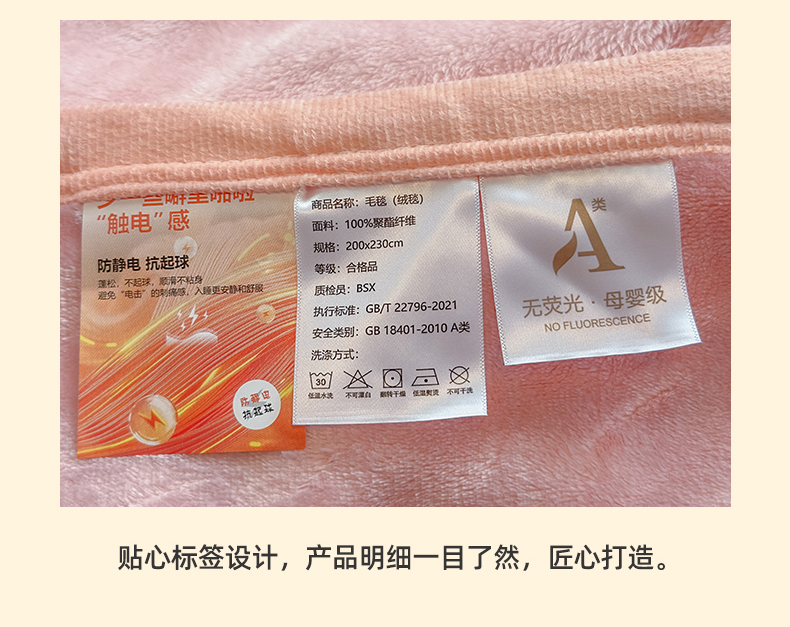 少一些噼里啪啦
“触电”感
防静电 抗起球
蓬松，不起球，顺滑不粘身
避免“电击”的刺痛感，入睡更安静和舒服
防静电
抗起球
商品名称：毛毯（绒毯）
面料：100%聚酯纤维
规格：200x230cm
等级：合格品
质检员：BSX
执行标准：GB/T 22796-2021
安全类别：GB 18401-2010 A类
洗涤方式：
30
低温水洗 不可漂白 翻转干燥 低温熨烫 不可干洗
A类
无荧光·母婴级
NO FLUORESCENCE
贴心标签设计，产品明细一目了然，匠心打造。